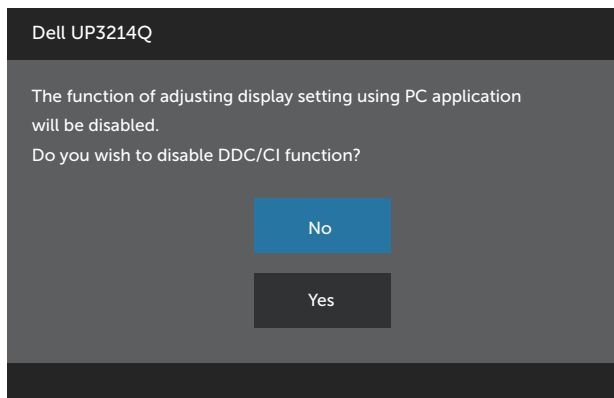 Dell UP3214Q
The function of adjusting display setting using PC application
will be disabled.
Do you wish to disable DDC/CI function?
No
Yes